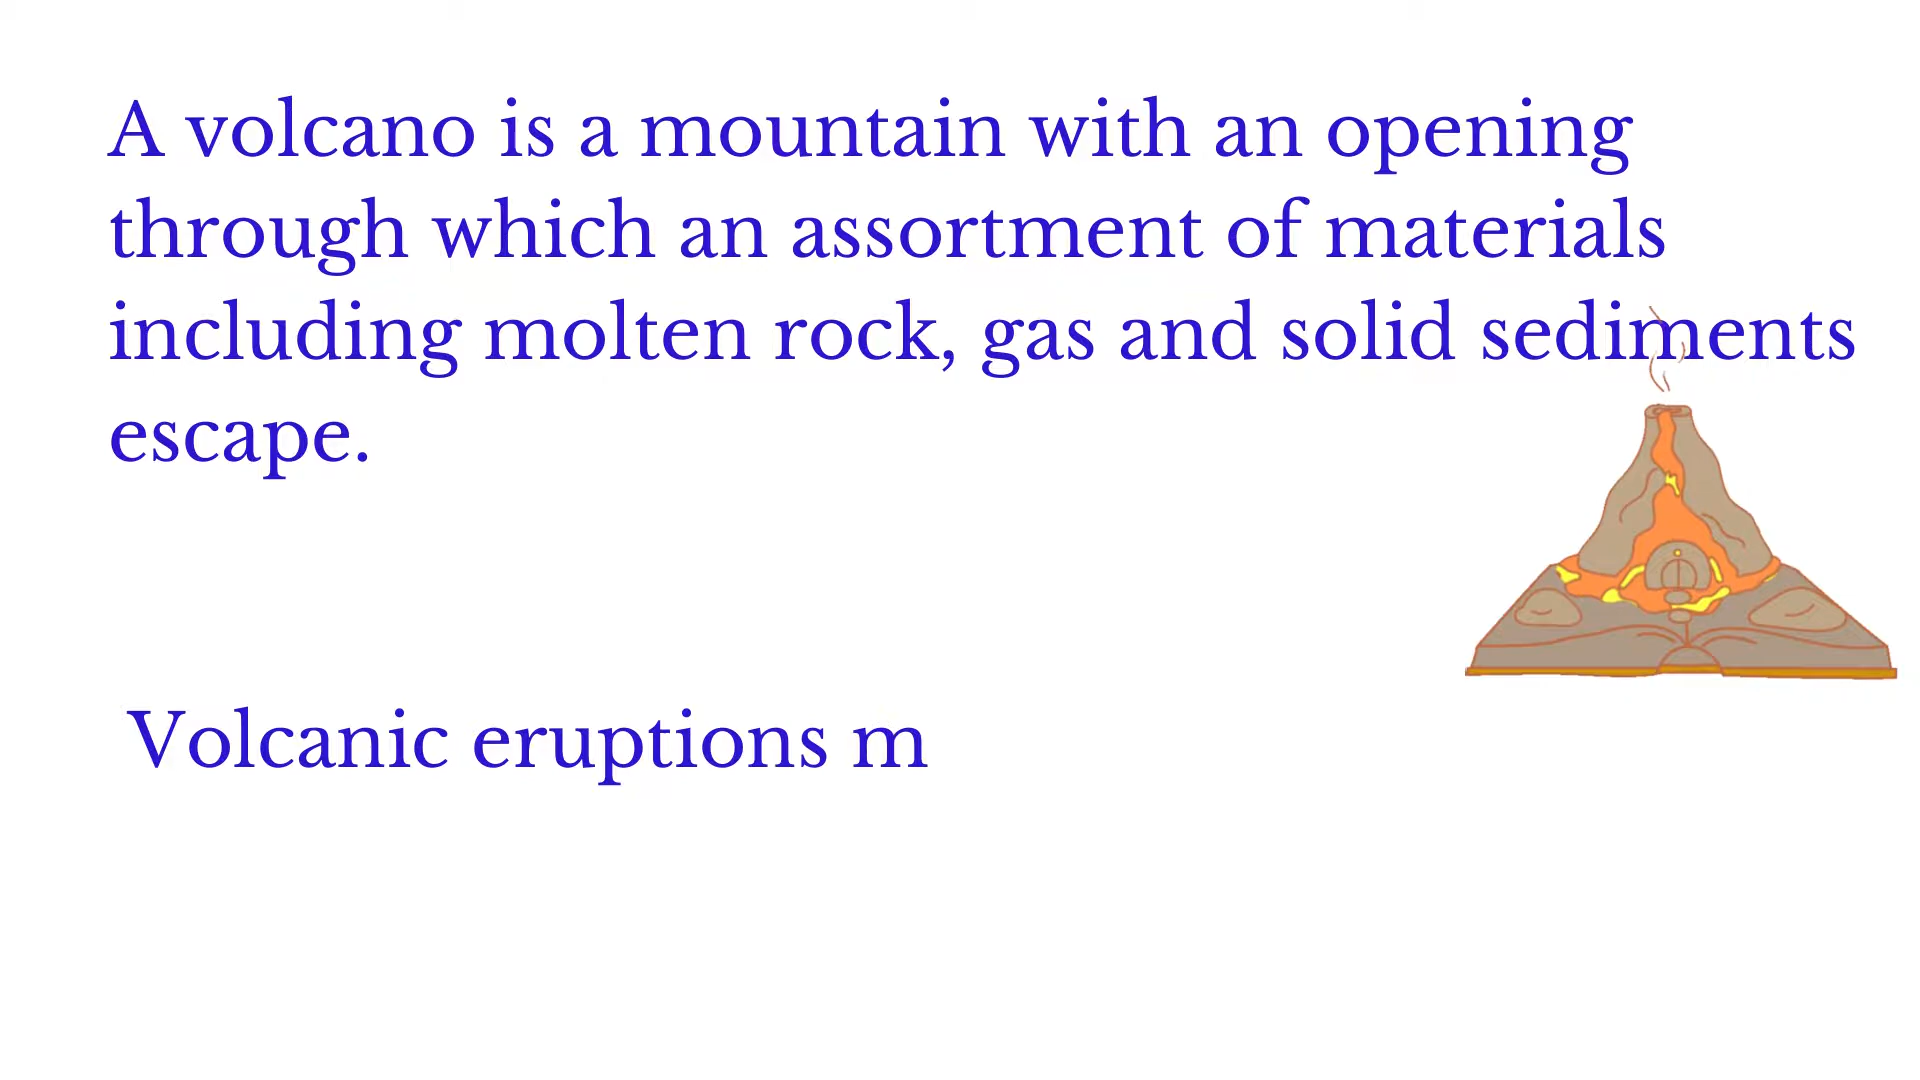 A volcano is a mountain with an opening
through which an assortment of materials
including molten rock, gas and solid sediments
escape.
Volcanic eruptions m